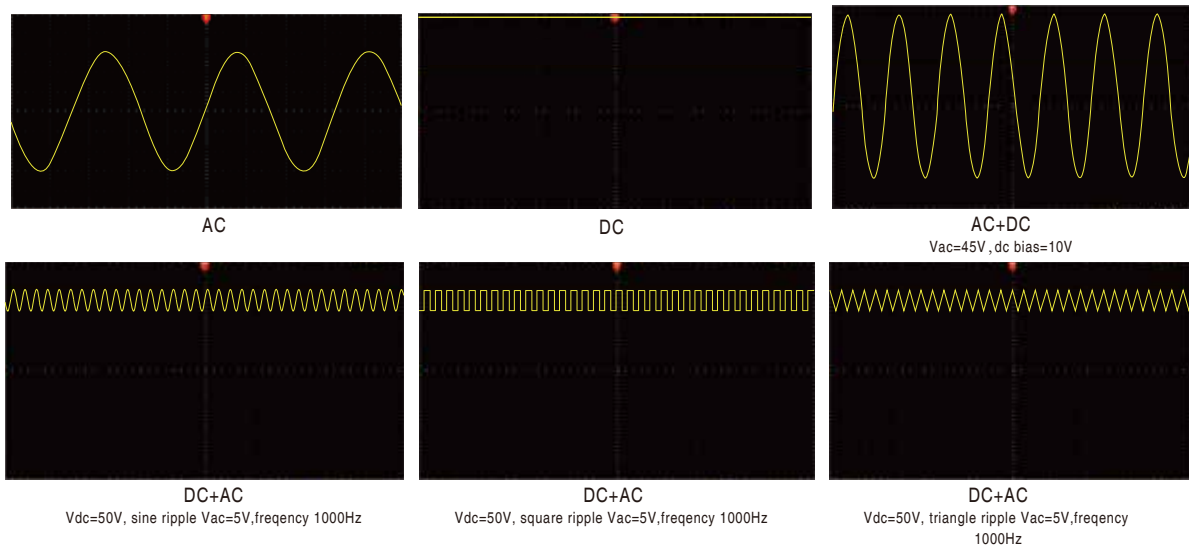 AC
DC
AC+DC
Vac=45V , dc bias=10V
DC+AC
Vdc=50V, sine ripple Vac=5V,freqency 1000Hz
DC+AC
Vdc=50V, square ripple Vac=5V,freqency 1000Hz
DC+AC
Vdc=50V, triangle ripple Vac=5V,freqency
1000Hz